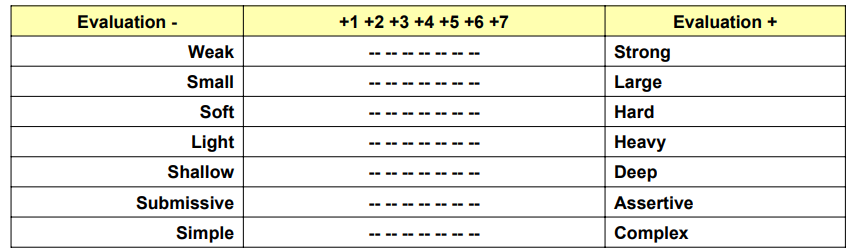 Evaluation - +1 +2 +3 +4 +5 +6 +7 Evaluation +
Weak -- -- -- -- -- -- -- Strong
Small -- -- -- -- -- -- -- Large
Soft -- -- -- -- -- -- -- Hard
Light -- -- -- -- -- -- -- Heavy
Shallow -- -- -- -- -- -- -- Deep
Submissive -- -- -- -- -- -- -- Assertive
Simple -- -- -- -- -- -- -- Complex